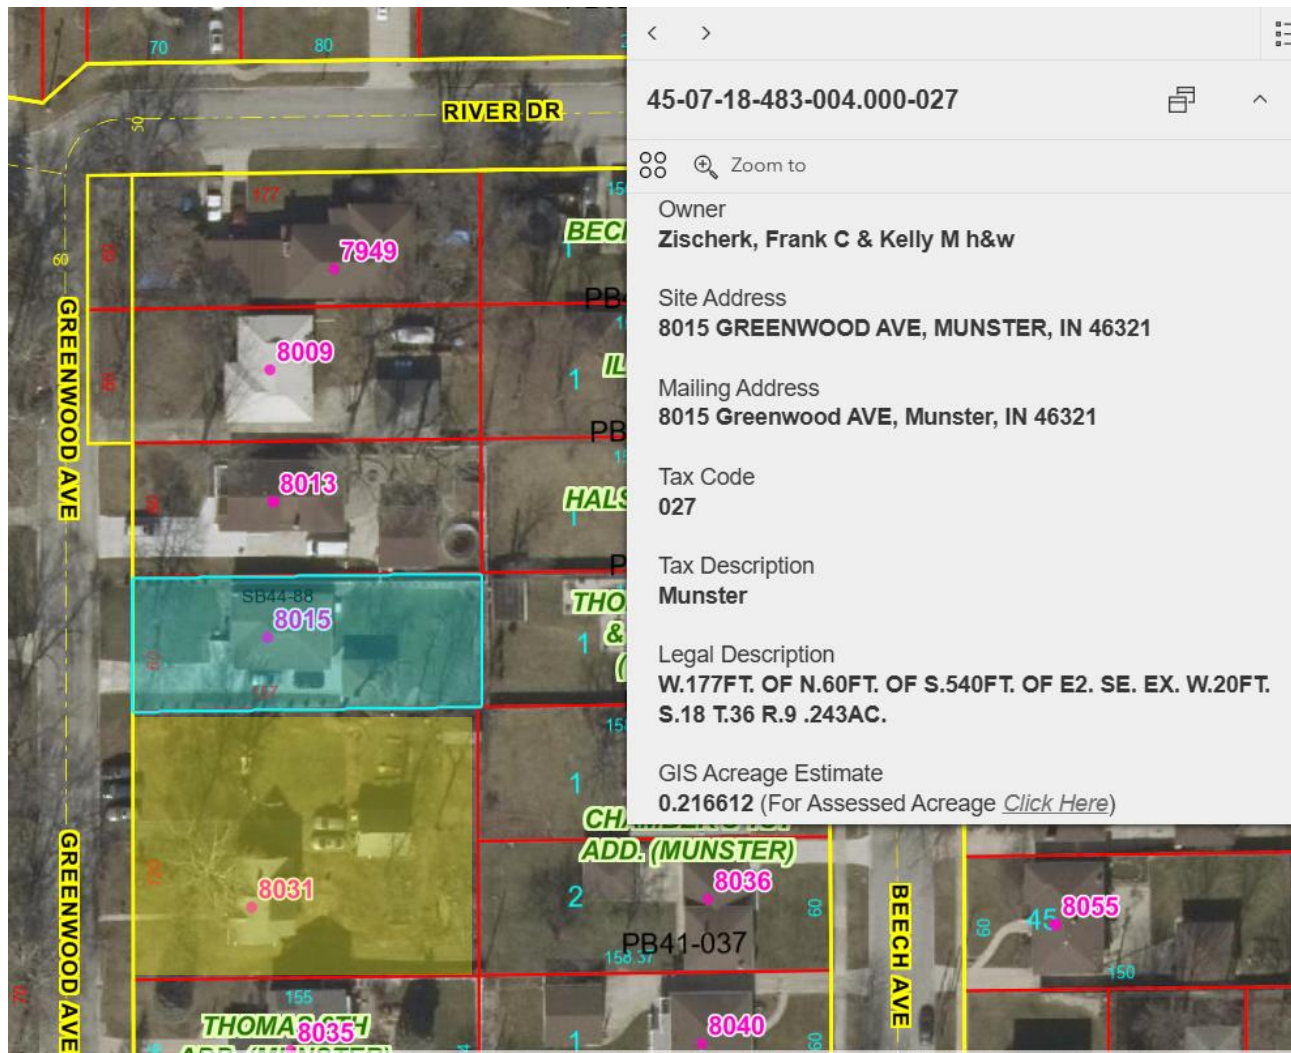 70
80
RIVER DR
50
177
7949
60
GREENWOOD AVE
8009
1
PB
1
8013
HALS
1
SB44-88
8015
THO
&
(
1
1
8031
ADD. (MUNSTER)
2
8036
60
PB41-037
158.37
GREENWOOD AVE
155
8035
70
1
8040
60
BEECH AVE
60
45
8055
150
45-07-18-483-004.000-027
Zoom to
Owner
Zischerk, Frank C & Kelly M h&w
Site Address
8015 GREENWOOD AVE, MUNSTER, IN 46321
Mailing Address
8015 Greenwood AVE, Munster, IN 46321
Tax Code
027
Tax Description
Munster
Legal Description
W.177FT. OF N.60FT. OF S.540FT. OF E2. SE. EX. W.20FT.
S.18 T.36 R.9 .243AC.
GIS Acreage Estimate
0.216612 (For Assessed Acreage Click Here)